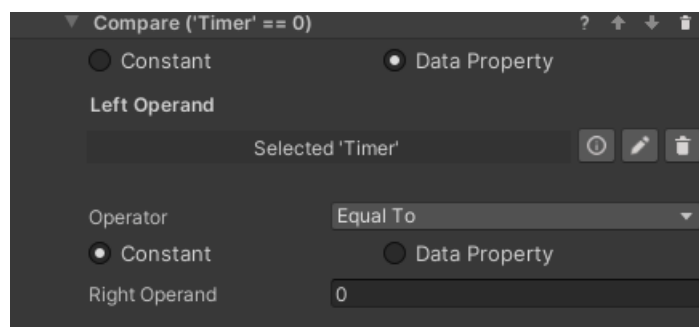 Compare ('Timer' == 0) ?
Constant Data Property
Left Operand
Selected 'Timer'
Operator Equal To
Constant Data Property
Right Operand 0